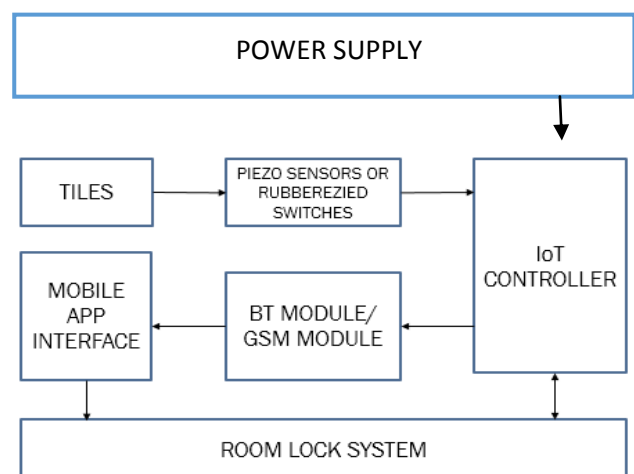 POWER SUPPLY
TILES
PIEZO SENSORS OR
RUBBEREZIED
SWITCHES
IoT
CONTROLLER
MOBILE
APP
INTERFACE
BT MODULE/
GSM MODULE
ROOM LOCK SYSTEM